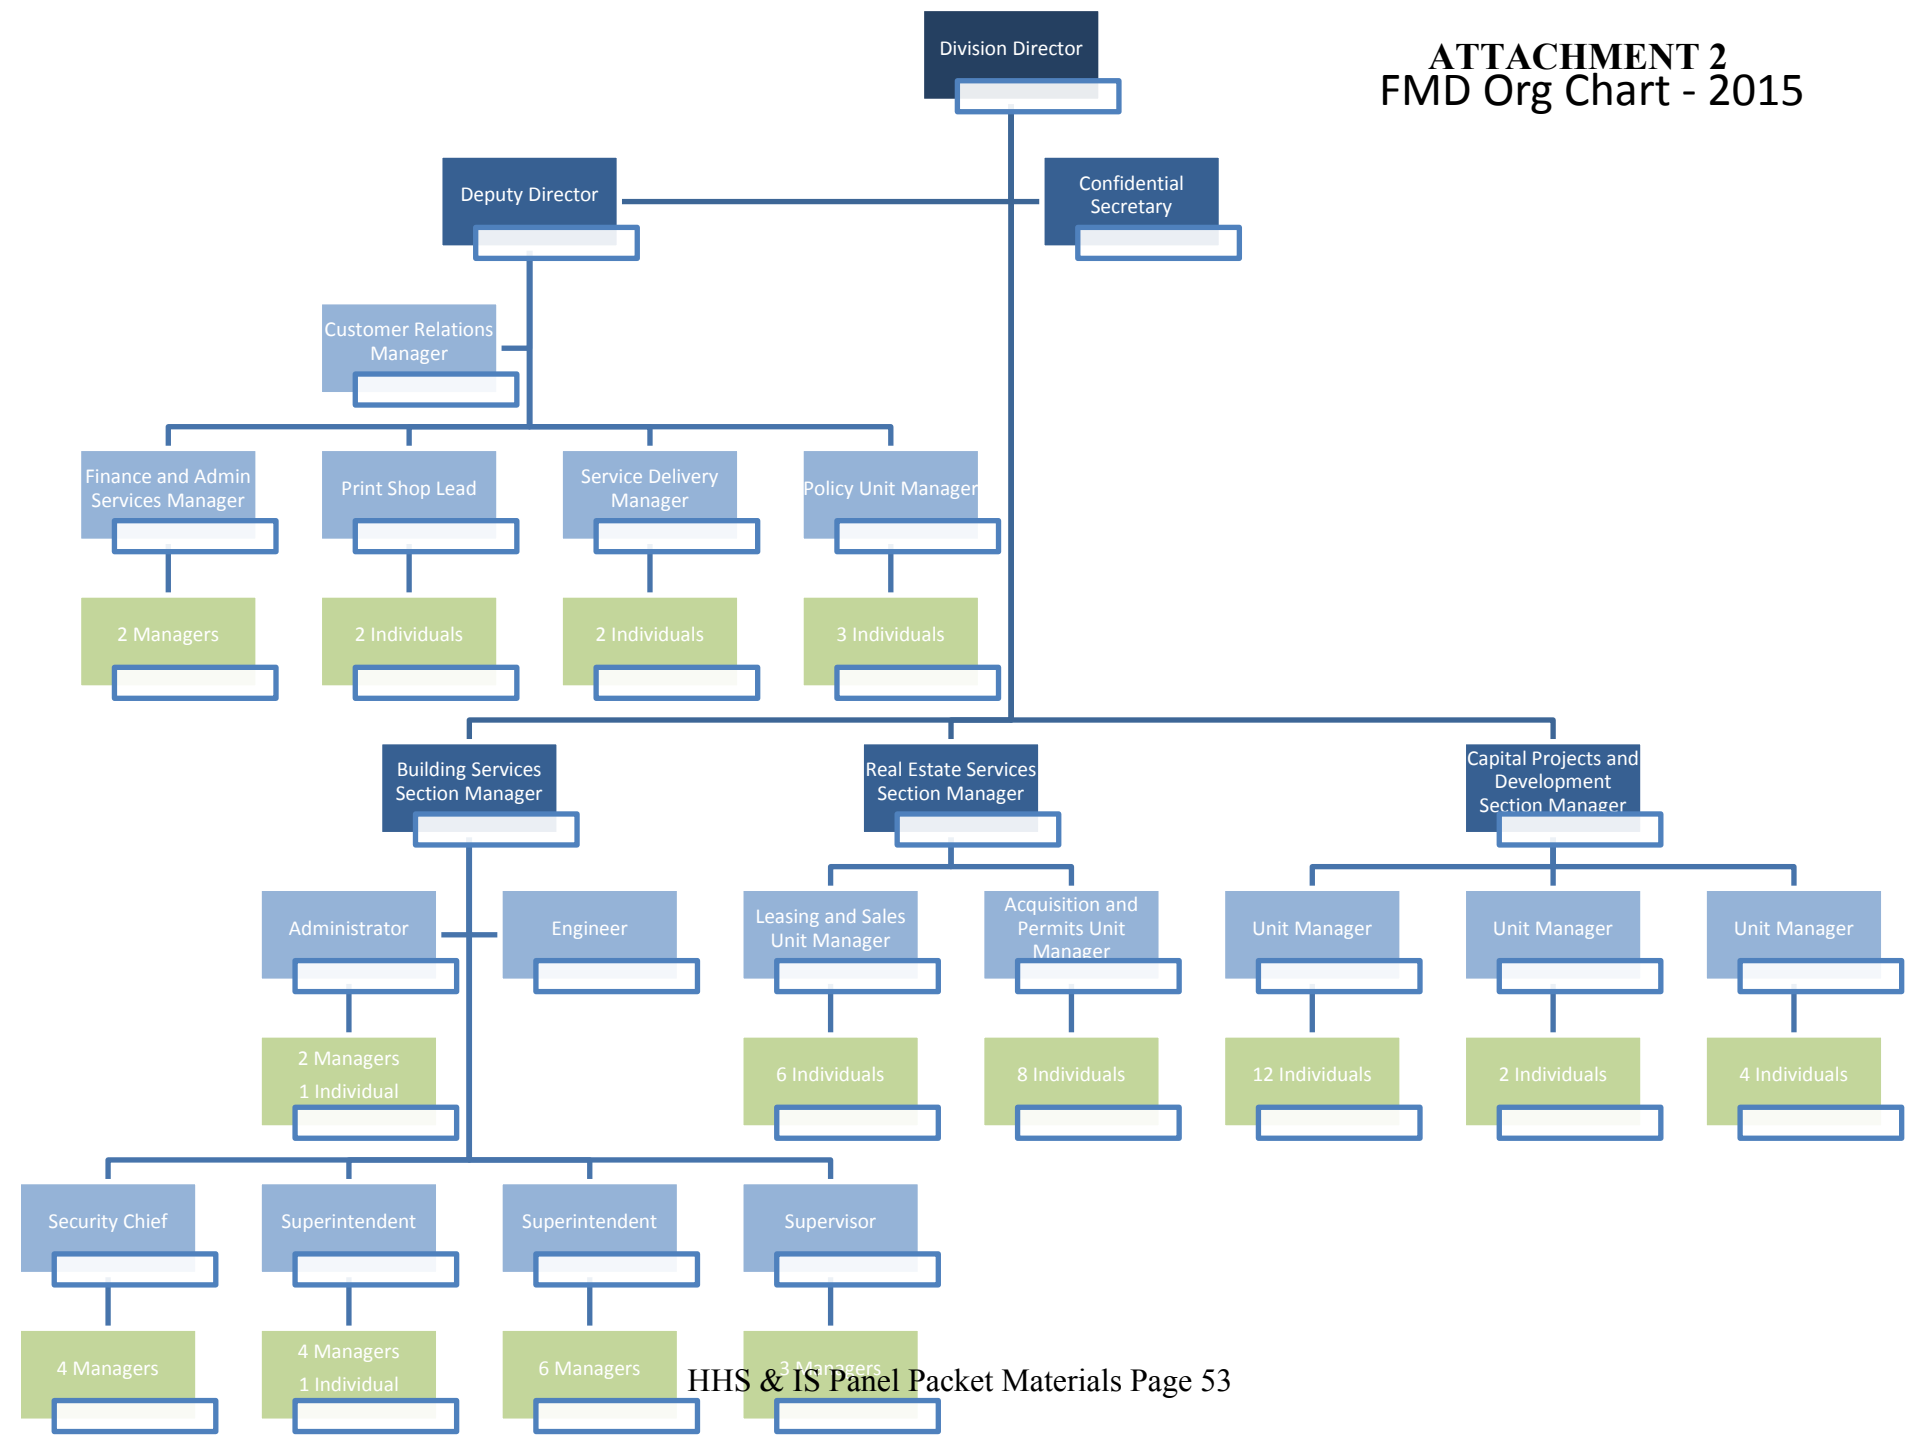 Division Director
ATTACHMENT 2
FMD Org Chart - 2015
Deputy Director
Confidential
Secretary
Customer Relations
Manager
Finance and Admin
Services Manager
Print Shop Lead
Service Delivery
Manager
Policy Unit Manager
2 Managers
2 Individuals
2 Individuals
3 Individuals
Building Services
Section Manager
Real Estate Services
Section Manager
Capital Projects and
Development
Section Manager
Administrator
Engineer
Leasing and Sales
Unit Manager
Acquisition and
Permits Unit
Manager
Unit Manager
Unit Manager
Unit Manager
2 Managers
1 Individual
6 Individuals
8 Individuals
12 Individuals
2 Individuals
4 Individuals
Security Chief
Superintendent
Superintendent
Supervisor
4 Managers
4 Managers
1 Individual
6 Managers
3 Managers
HHS & IS Panel Packet Materials Page 53